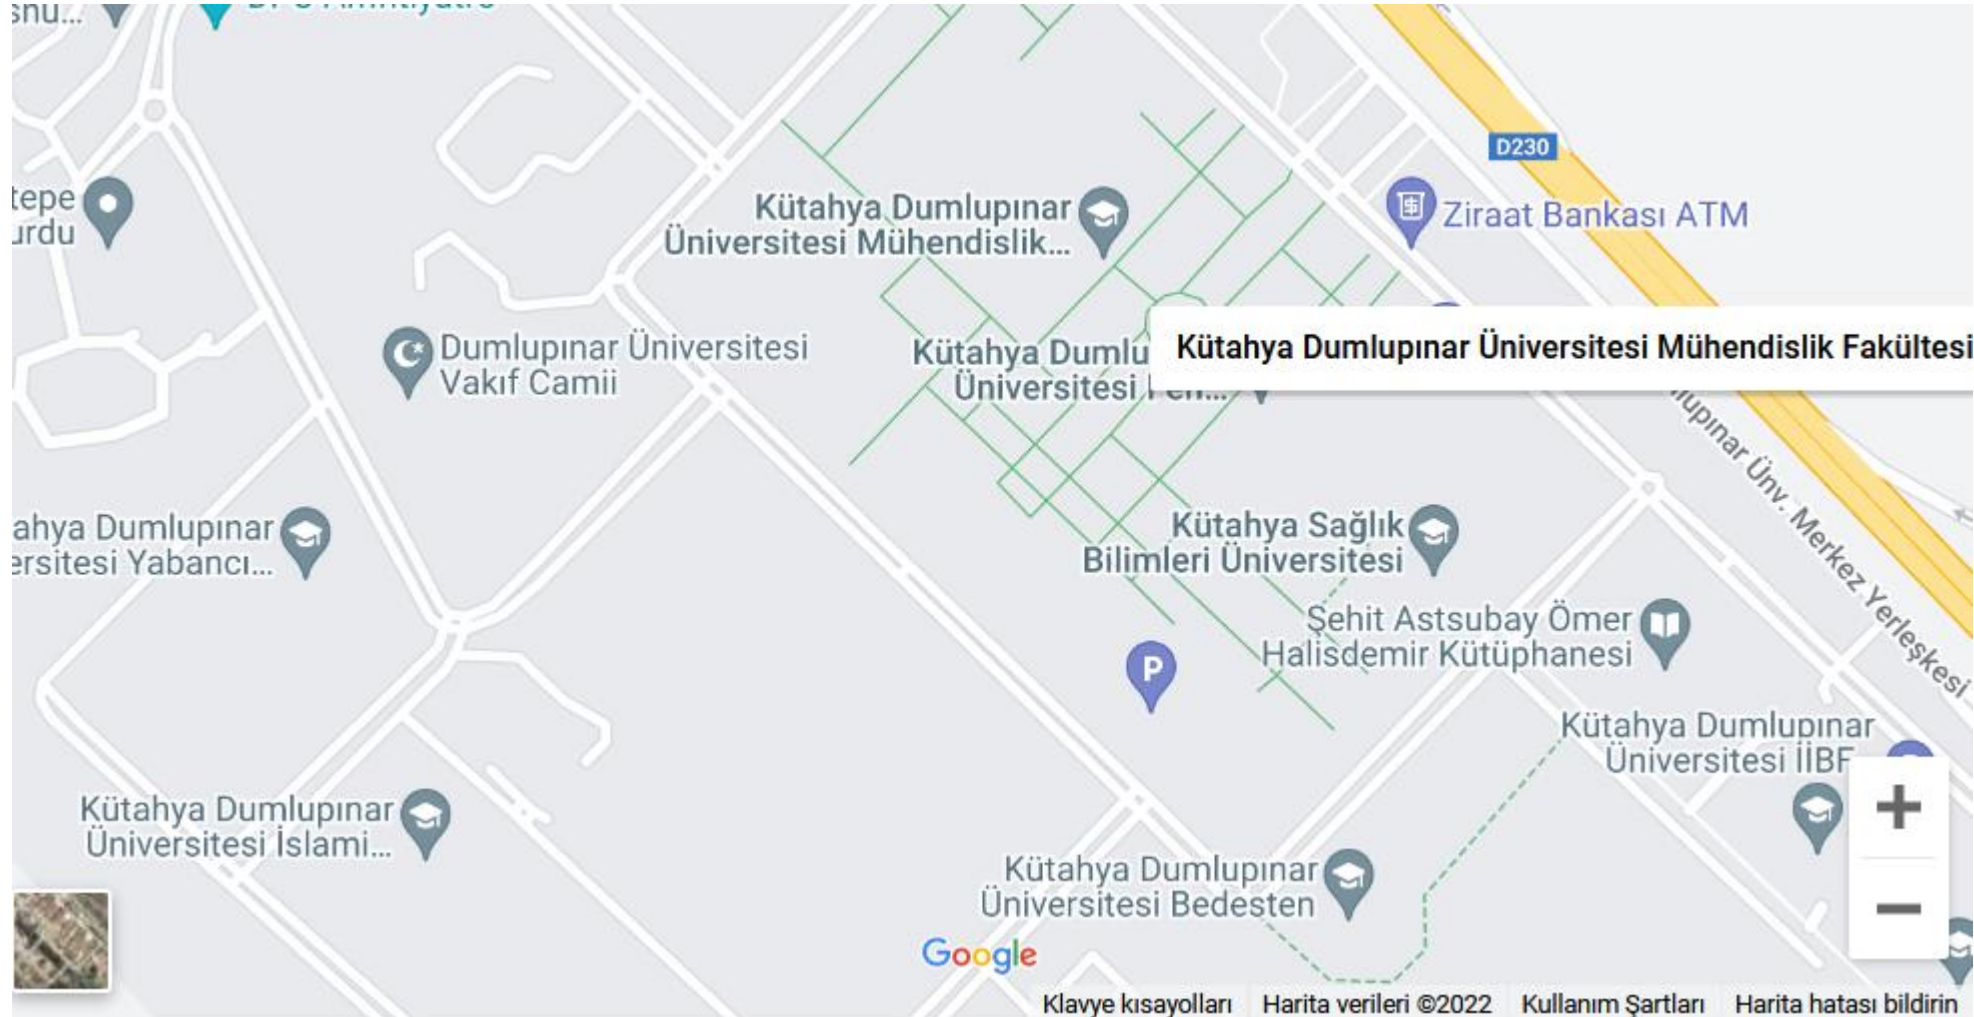 D230
tepe
urdu
Kütahya Dumlupınar
Üniversitesi Mühendislik...
Ziraat Bankası ATM
Dumlupınar Üniversitesi
Vakıf Camii
Kütahya Dumlu
Üniversitesi Fen...
Kütahya Dumlupınar Üniversitesi Mühendislik Fakültesi
lupınar Ünv. Merkez Yerleşkesi
ahya Dumlupınar
ersitesi Yabancı...
Kütahya Sağlık
Bilimleri Üniversitesi
Şehit Astsubay Ömer
Halisdemir Kütüphanesi
P
Kütahya Dumlupınar
Üniversitesi İİBF
Kütahya Dumlupınar
Üniversitesi İslami...
Kütahya Dumlupınar
Üniversitesi Bedesten
Google
Klavye kısayolları Harita verileri ©2022 Kullanım Şartları Harita hatası bildirin